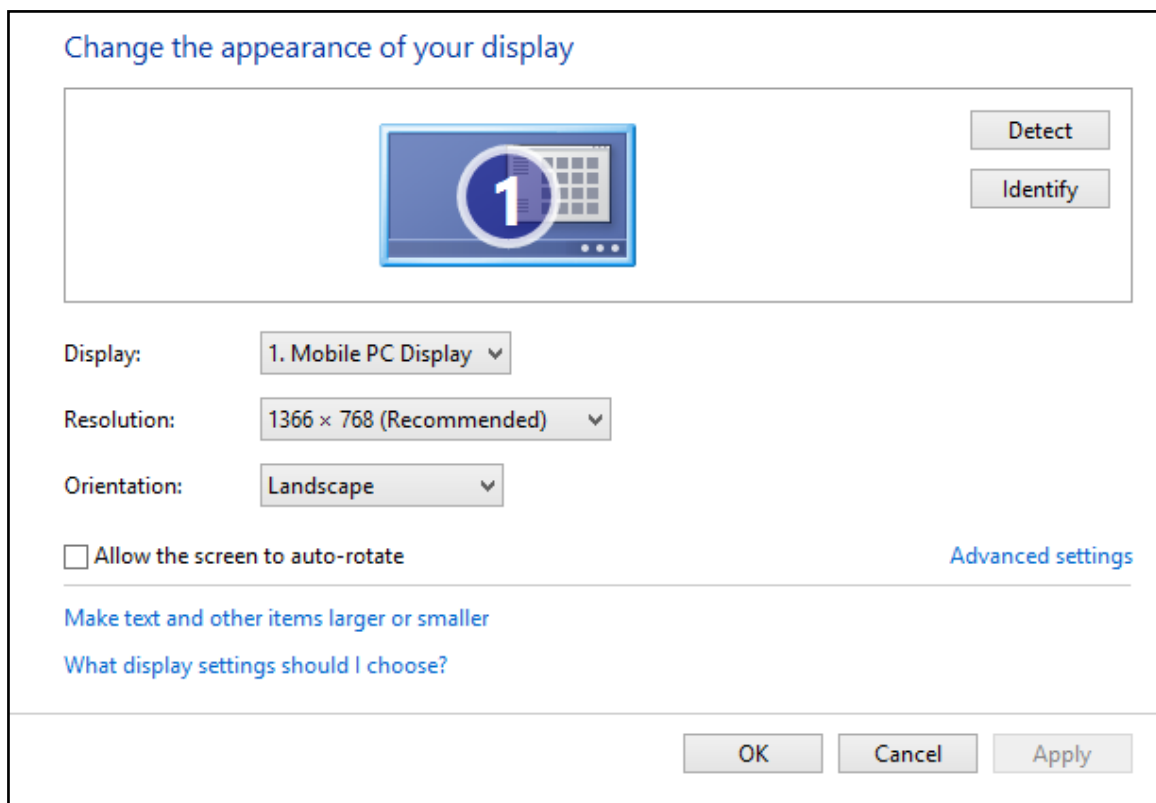 Change the appearance of your display
1
Detect
Identify
Display: 1. Mobile PC Display
Resolution: 1366 × 768 (Recommended)
Orientation: Landscape
Allow the screen to auto-rotate Advanced settings
Make text and other items larger or smaller
What display settings should I choose?
OK Cancel Apply